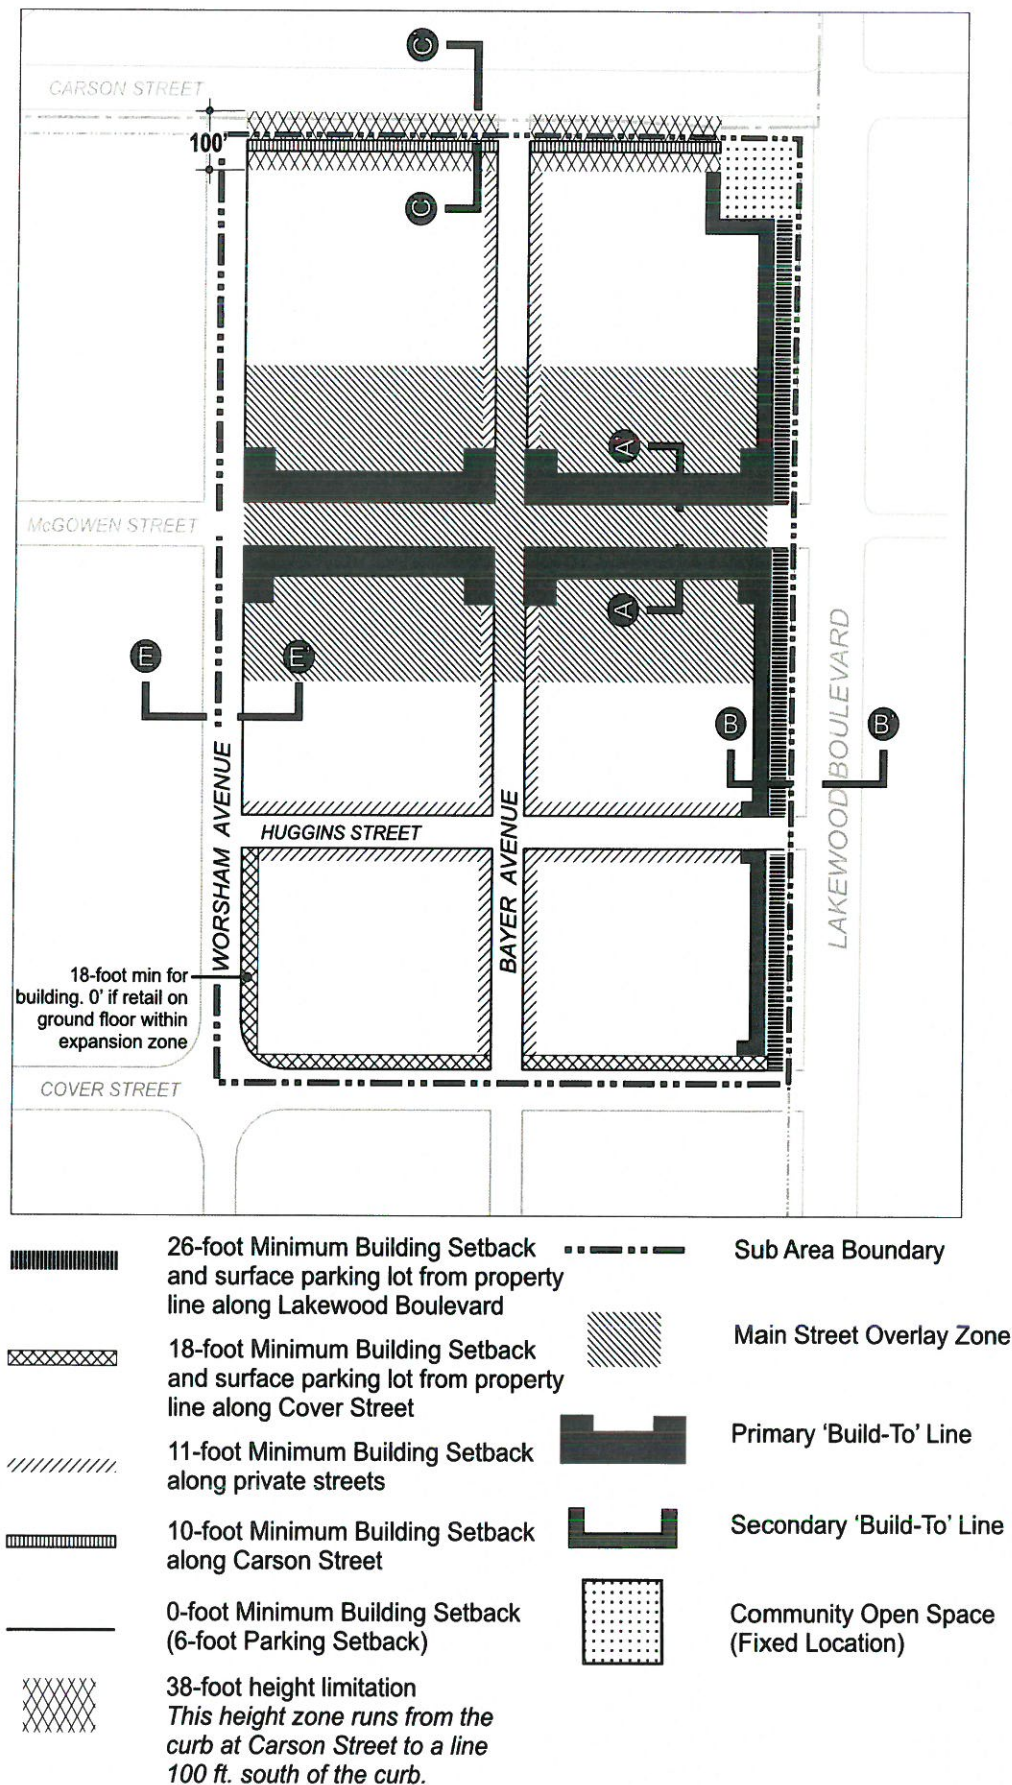 C'
CARSON STREET
100'
C
A'
McGOWEN STREET
A
E
E'
B
B'
LAKEWOOD BOULEVARD
WORSHAM AVENUE
HUGGINS STREET
BAYER AVENUE
18-foot min for
building. 0' if retail on
ground floor within
expansion zone
COVER STREET
26-foot Minimum Building Setback
and surface parking lot from property
line along Lakewood Boulevard
18-foot Minimum Building Setback
and surface parking lot from property
line along Cover Street
11-foot Minimum Building Setback
along private streets
10-foot Minimum Building Setback
along Carson Street
0-foot Minimum Building Setback
(6-foot Parking Setback)
38-foot height limitation
This height zone runs from the
curb at Carson Street to a line
100 ft. south of the curb.
Sub Area Boundary
Main Street Overlay Zone
Primary ‘Build-To’ Line
Secondary ‘Build-To’ Line
Community Open Space
(Fixed Location)